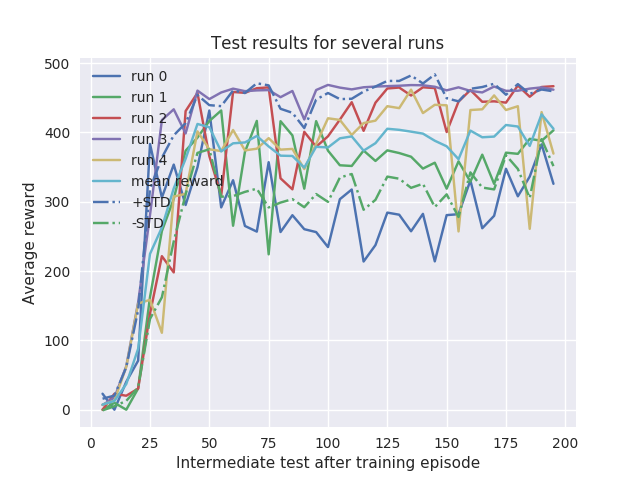 Test results for several runs
500
400
300
200
100
0
Average reward
run 0
run 1
run 2
run 3
run 4
mean reward
+STD
-STD
0 25 50 75 100 125 150 175 200
Intermediate test after training episode